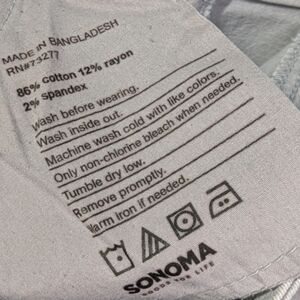 MADE IN BANGLADESH
RN#73277
86% cotton 12% rayon
2% spandex
Wash before wearing.
Wash inside out.
Machine wash cold with like colors.
Only non-chlorine bleach when needed.
Tumble dry low.
Remove promptly.
Warm iron if needed.
SONOMA
GOODS FOR LIFE